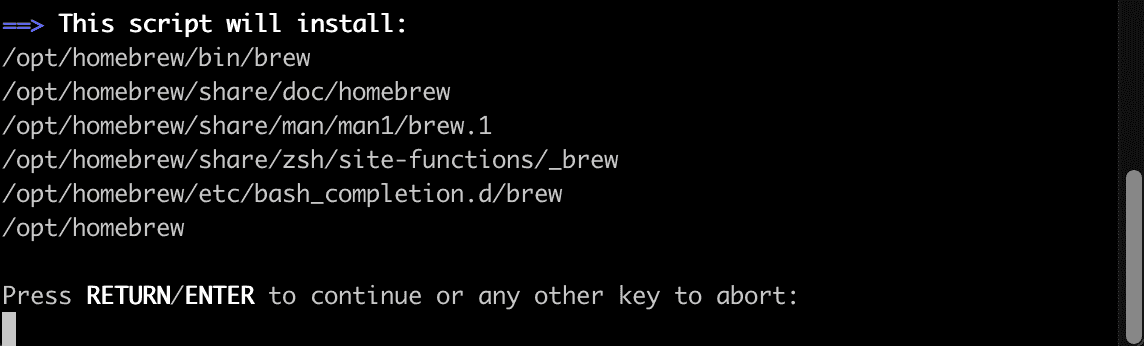 ==> This script will install:
/opt/homebrew/bin/brew
/opt/homebrew/share/doc/homebrew
/opt/homebrew/share/man/man1/brew.1
/opt/homebrew/share/zsh/site-functions/_brew
/opt/homebrew/etc/bash_completion.d/brew
/opt/homebrew
Press RETURN/ENTER to continue or any other key to abort: